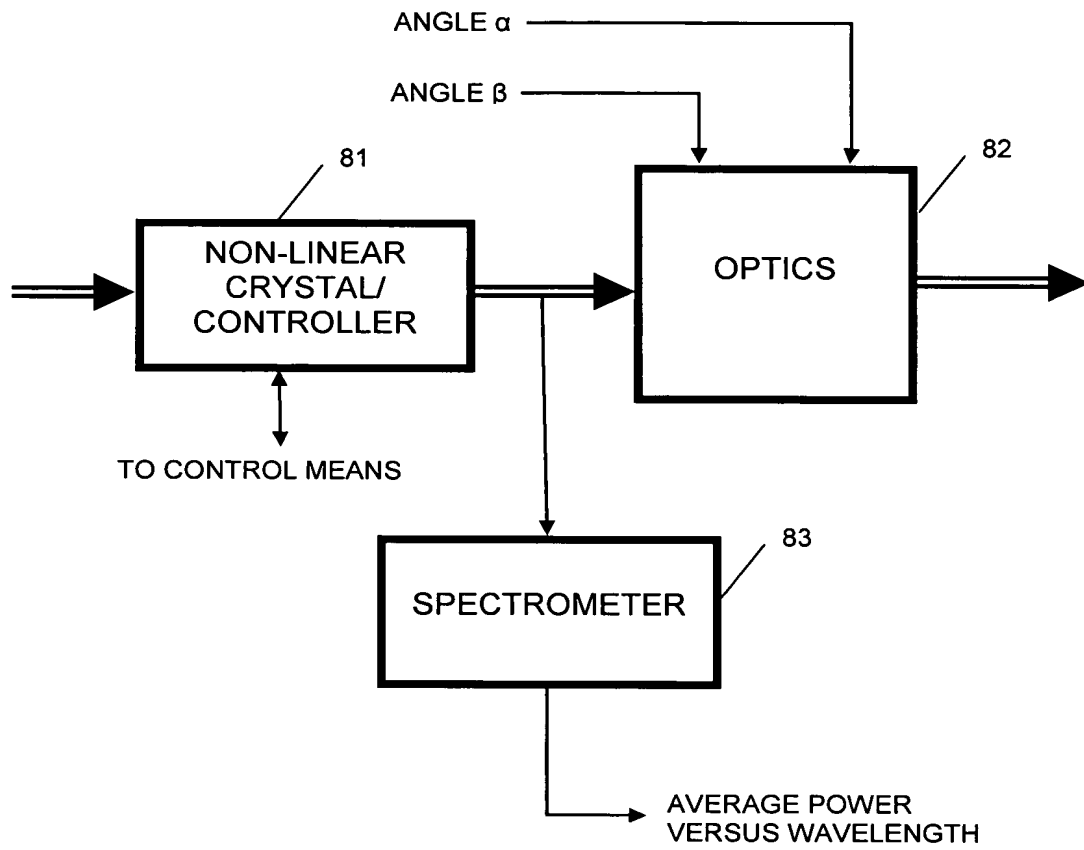 ANGLE α
ANGLE β
81
82
NON-LINEAR
CRYSTAL/
CONTROLLER
OPTICS
TO CONTROL MEANS
83
SPECTROMETER
AVERAGE POWER
VERSUS WAVELENGTH